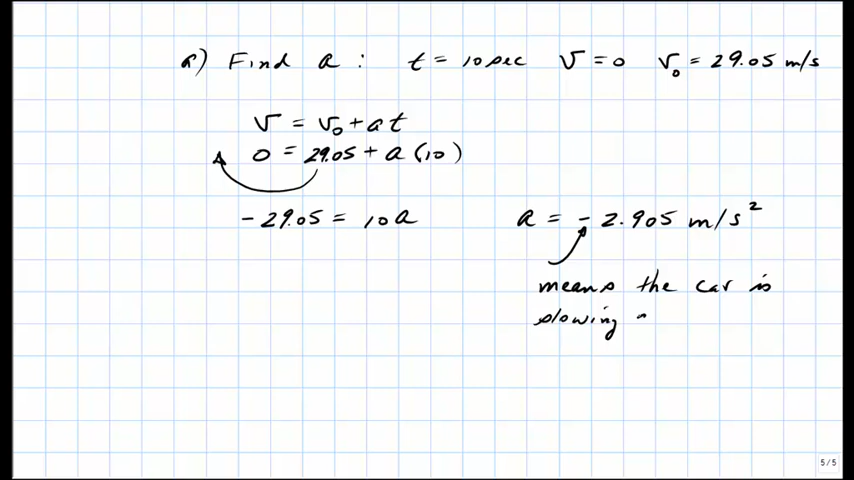 a) Find a : t = 10 sec v = 0 v₀ = 29.05 m/s
v = v₀ + at
0 = 29.05 + a (10)
-29.05 = 10a
a = - 2.905 m/s²
means the car is
slowing
5/5